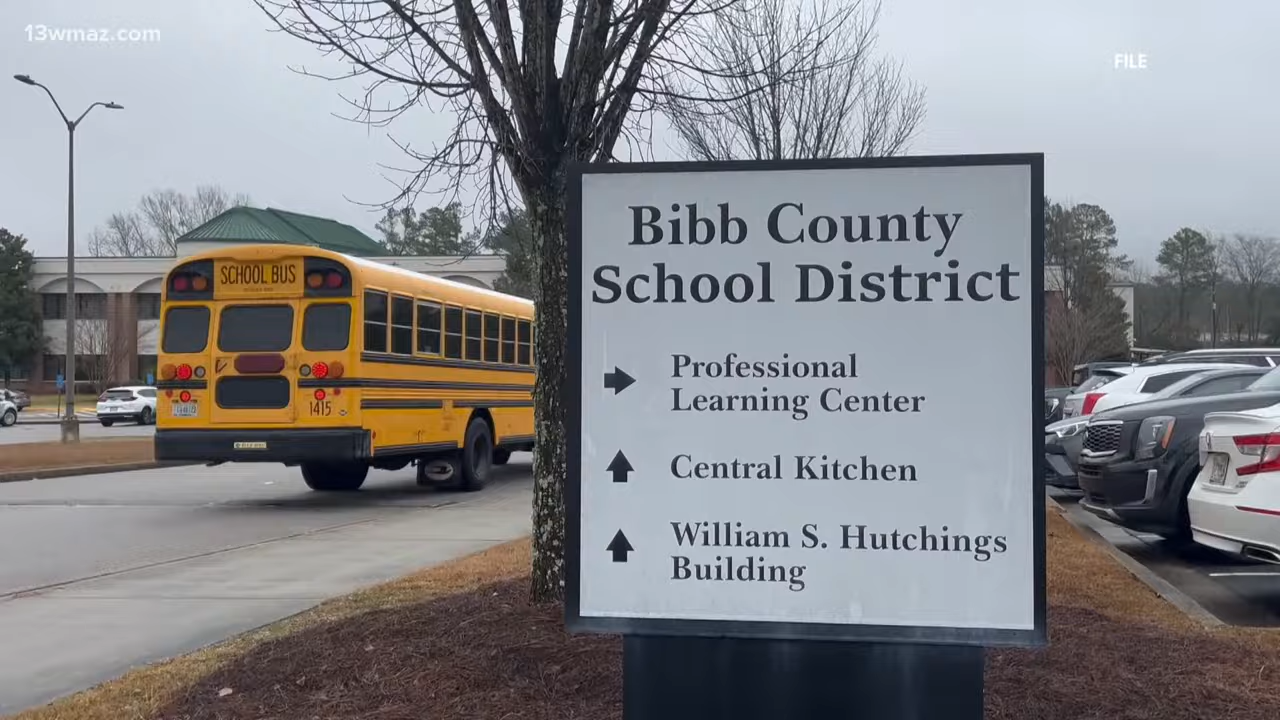 13wmaz.com
FILE
SCHOOL BUS
1415
Bibb County
School District
Professional
Learning Center
Central Kitchen
William S. Hutchings
Building